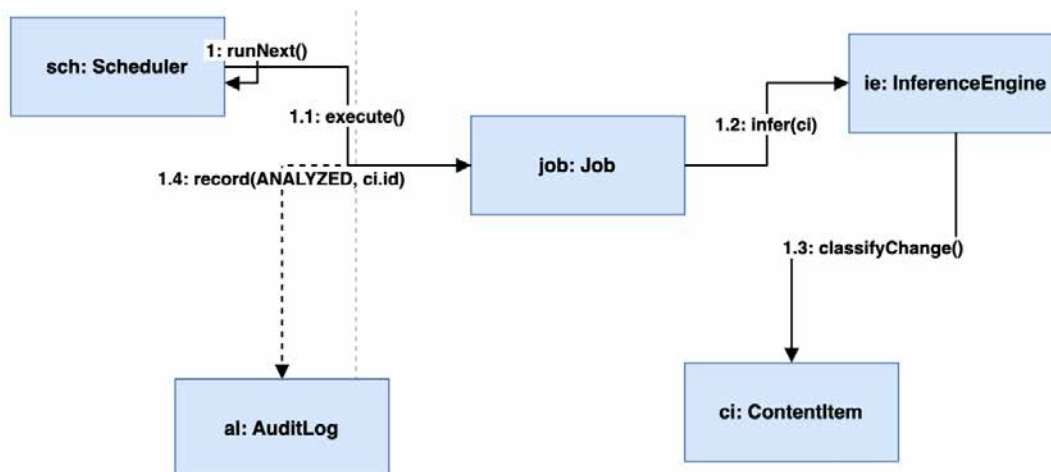 1: runNext()
sch: Scheduler
ie: InferenceEngine
1.1: execute()
1.2: infer(ci)
job: Job
1.4: record(ANALYZED, ci.id)
1.3: classifyChange()
ci: ContentItem
al: AuditLog